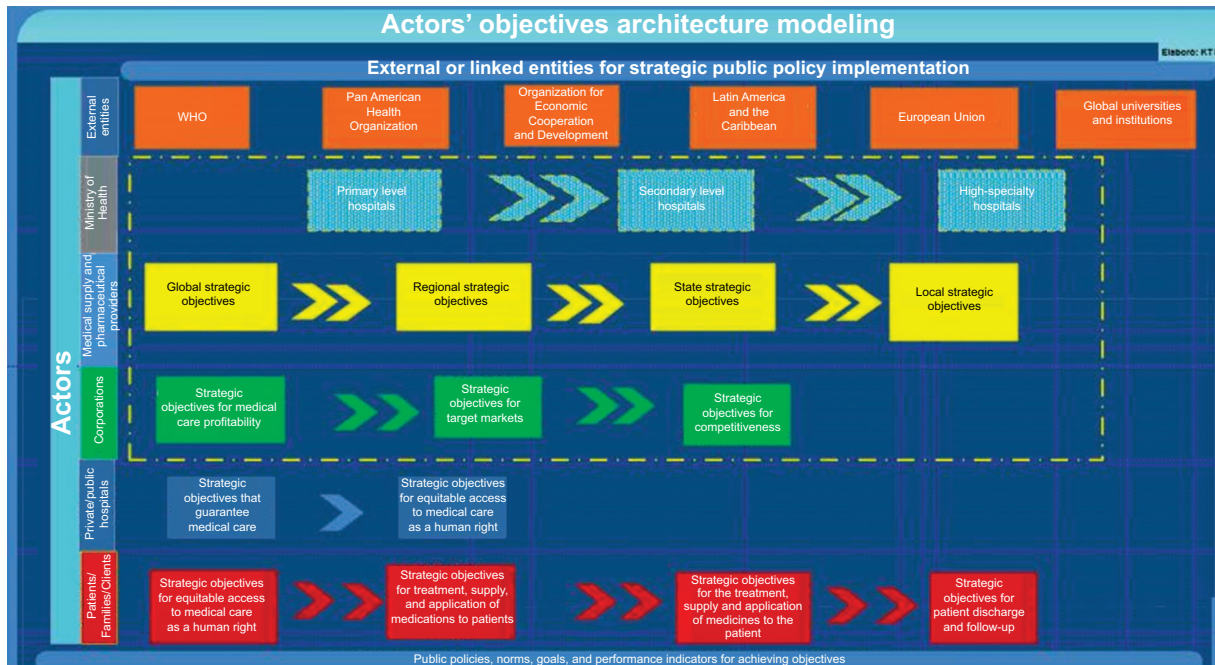 Actors' objectives architecture modeling
Elaboró: KT
External or linked entities for strategic public policy implementation
Actors
External
entities
WHO
Pan American
Health
Organization
Organization for
Economic
Cooperation
and Development
Latin America
and the
Caribbean
European Union
Global universities
and institutions
Ministry of
Health
Primary level
hospitals
Secondary level
hospitals
High-specialty
hospitals
Medical supply and
pharmaceutical
providers
Global strategic
objectives
Regional strategic
objectives
State strategic
objectives
Local strategic
objectives
Corporations
Strategic
objectives for medical
care profitability
Strategic
objectives for
target markets
Strategic
objectives for
competitiveness
Private/public
hospitals
Strategic
objectives that
guarantee
medical care
Strategic objectives
for equitable access
to medical care
as a human right
Patients/
Families/Clients
Strategic objectives
for equitable access
to medical care
as a human right
Strategic objectives
for treatment, supply,
and application of
medications to patients
Strategic objectives
for the treatment,
supply and application
of medicines to the
patient
Strategic
objectives for
patient discharge
and follow-up
Public policies, norms, goals, and performance indicators for achieving objectives